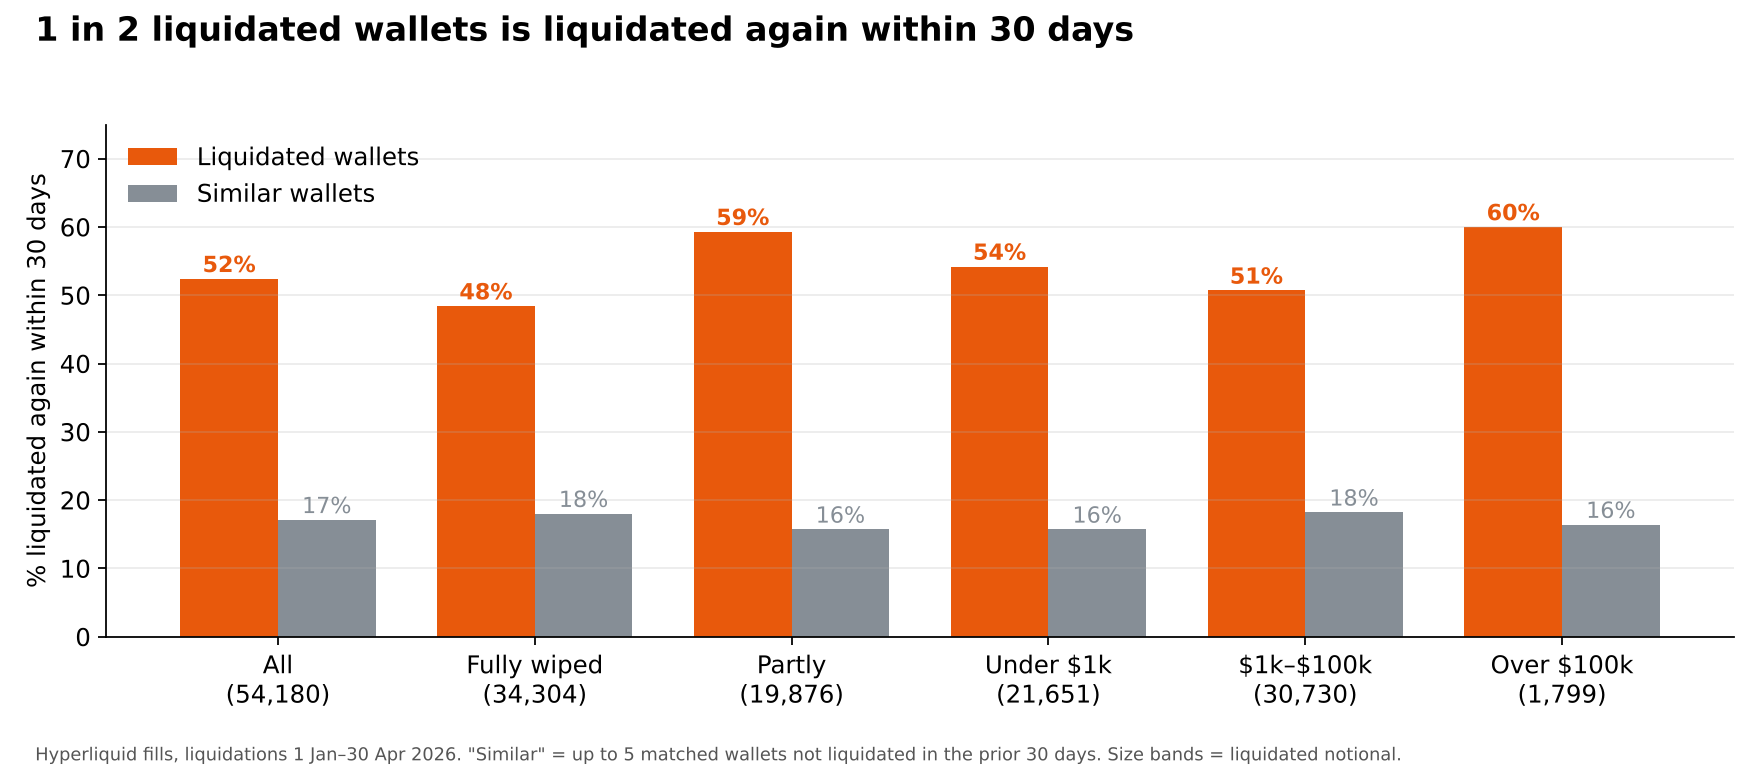 1 in 2 liquidated wallets is liquidated again within 30 days
% liquidated again within 30 days
70
60
50
40
30
20
10
0
Liquidated wallets
Similar wallets
52%
17%
48%
18%
59%
16%
54%
16%
51%
18%
60%
16%
All
(54,180)
Fully wiped
(34,304)
Partly
(19,876)
Under $1k
(21,651)
$1k–$100k
(30,730)
Over $100k
(1,799)
Hyperliquid fills, liquidations 1 Jan–30 Apr 2026. "Similar" = up to 5 matched wallets not liquidated in the prior 30 days. Size bands = liquidated notional.